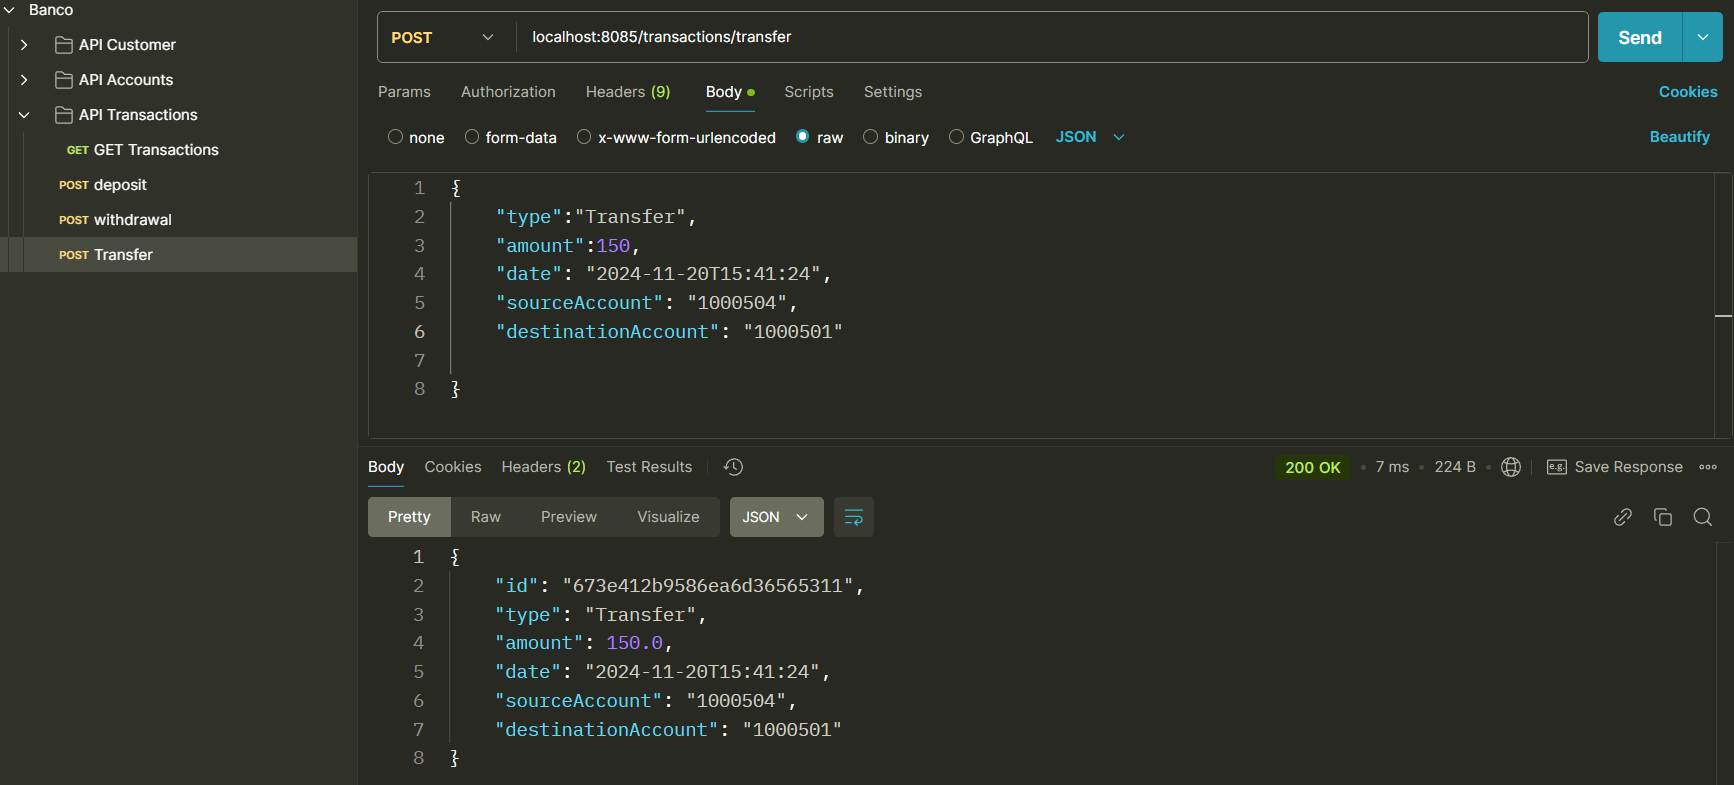 Banco
API Customer
API Accounts
API Transactions
GET GET Transactions
POST deposit
POST withdrawal
POST Transfer
POST localhost:8085/transactions/transfer Send
Params Authorization Headers (9) Body Scripts Settings Cookies
none form-data x-www-form-urlencoded raw binary GraphQL JSON Beautify
1 {
2 "type":"Transfer",
3 "amount":150,
4 "date": "2024-11-20T15:41:24",
5 "sourceAccount": "1000504",
6 "destinationAccount": "1000501"
7
8 }
Body Cookies Headers (2) Test Results 200 OK • 7 ms • 224 B • e.g. Save Response
Pretty Raw Preview Visualize JSON
1 {
2 "id": "673e412b9586ea6d36565311",
3 "type": "Transfer",
4 "amount": 150.0,
5 "date": "2024-11-20T15:41:24",
6 "sourceAccount": "1000504",
7 "destinationAccount": "1000501"
8 }